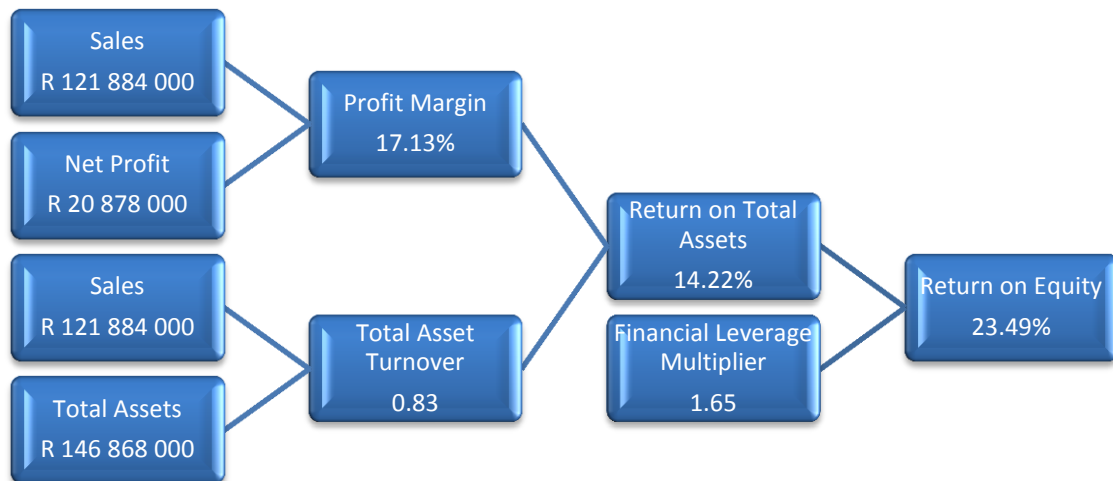 Sales
R 121 884 000
Net Profit
R 20 878 000
Sales
R 121 884 000
Total Assets
R 146 868 000
Profit Margin
17.13%
Total Asset
Turnover
0.83
Return on Total
Assets
14.22%
Financial Leverage
Multiplier
1.65
Return on Equity
23.49%